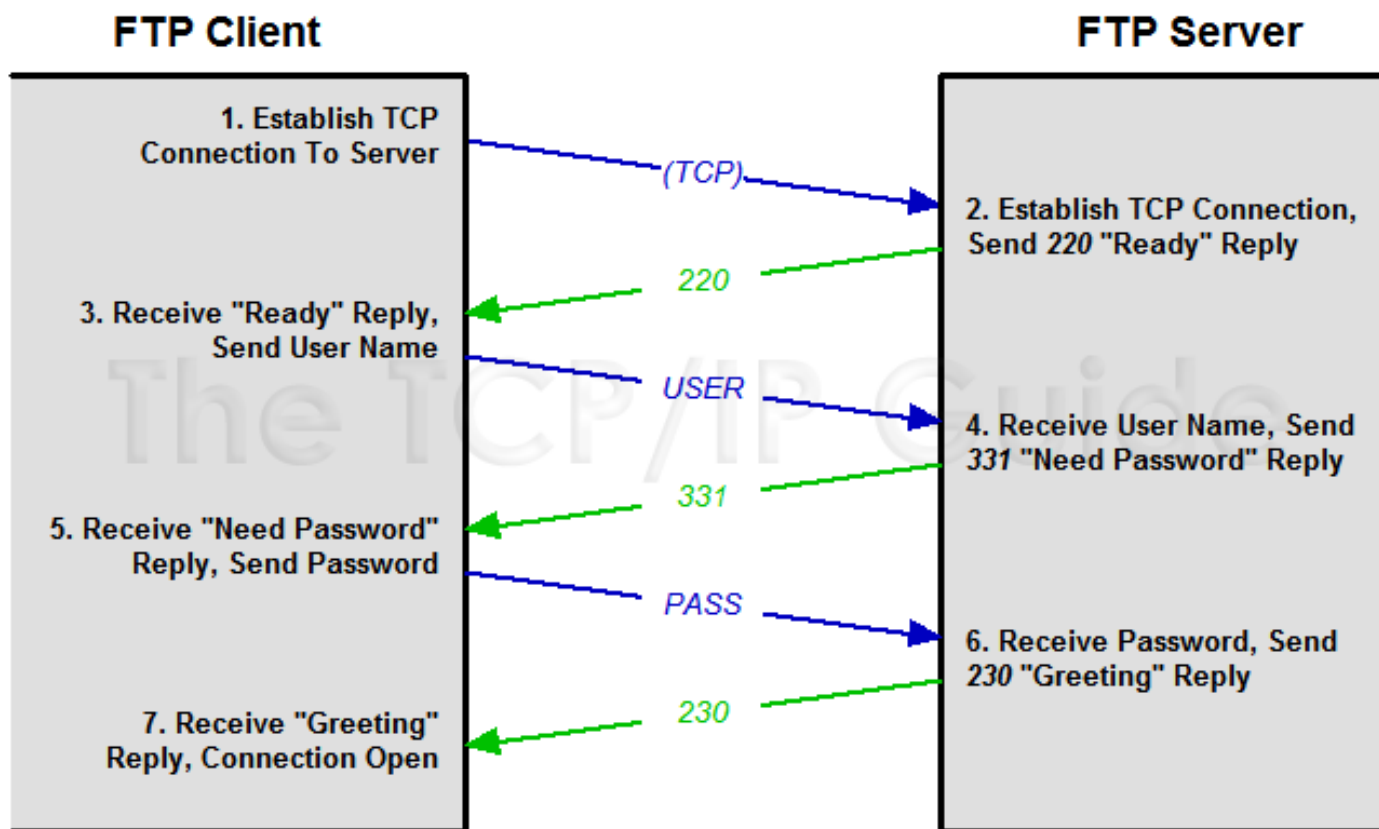 FTP Client
FTP Server
1. Establish TCP
Connection To Server
(TCP)
2. Establish TCP Connection,
Send 220 "Ready" Reply
220
3. Receive "Ready" Reply,
Send User Name
The TCP/IP Guide
USER
4. Receive User Name, Send
331 "Need Password" Reply
331
5. Receive "Need Password"
Reply, Send Password
PASS
6. Receive Password, Send
230 "Greeting" Reply
230
7. Receive "Greeting"
Reply, Connection Open